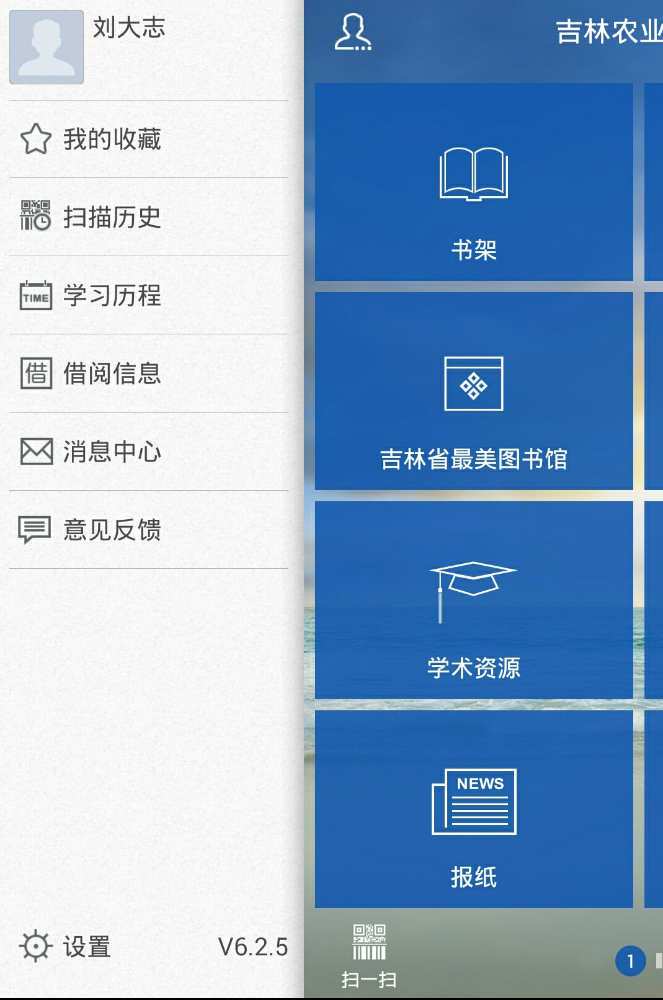 刘大志
我的收藏
扫描历史
TIME
学习历程
借
借阅信息
消息中心
意见反馈
设置
V6.2.5
吉林农业
书架
吉林省最美图书馆
学术资源
NEWS
报纸
扫一扫
1